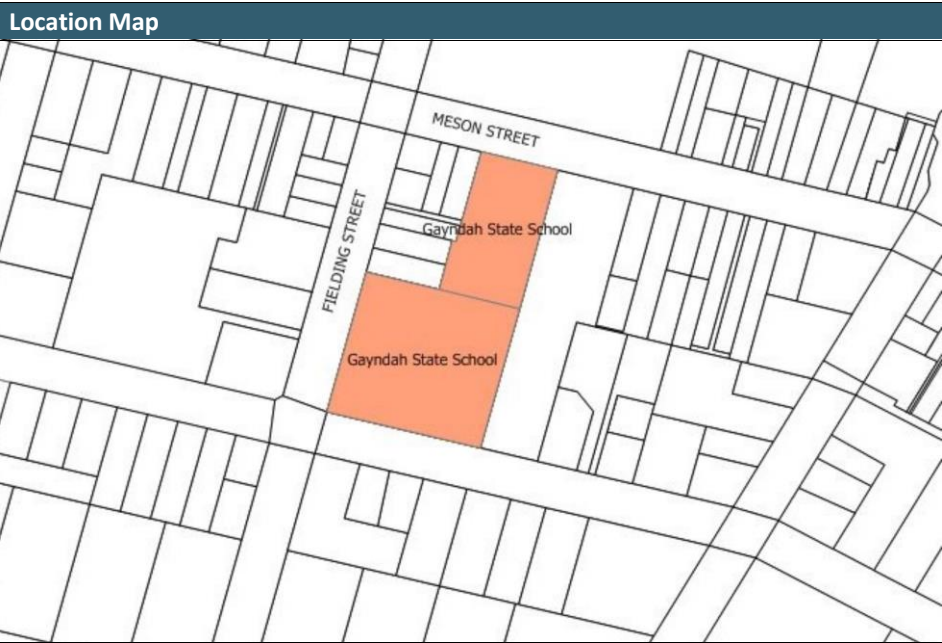 Location Map
MESON STREET
Gayndah State School
FIELDING STREET
Gayndah State School